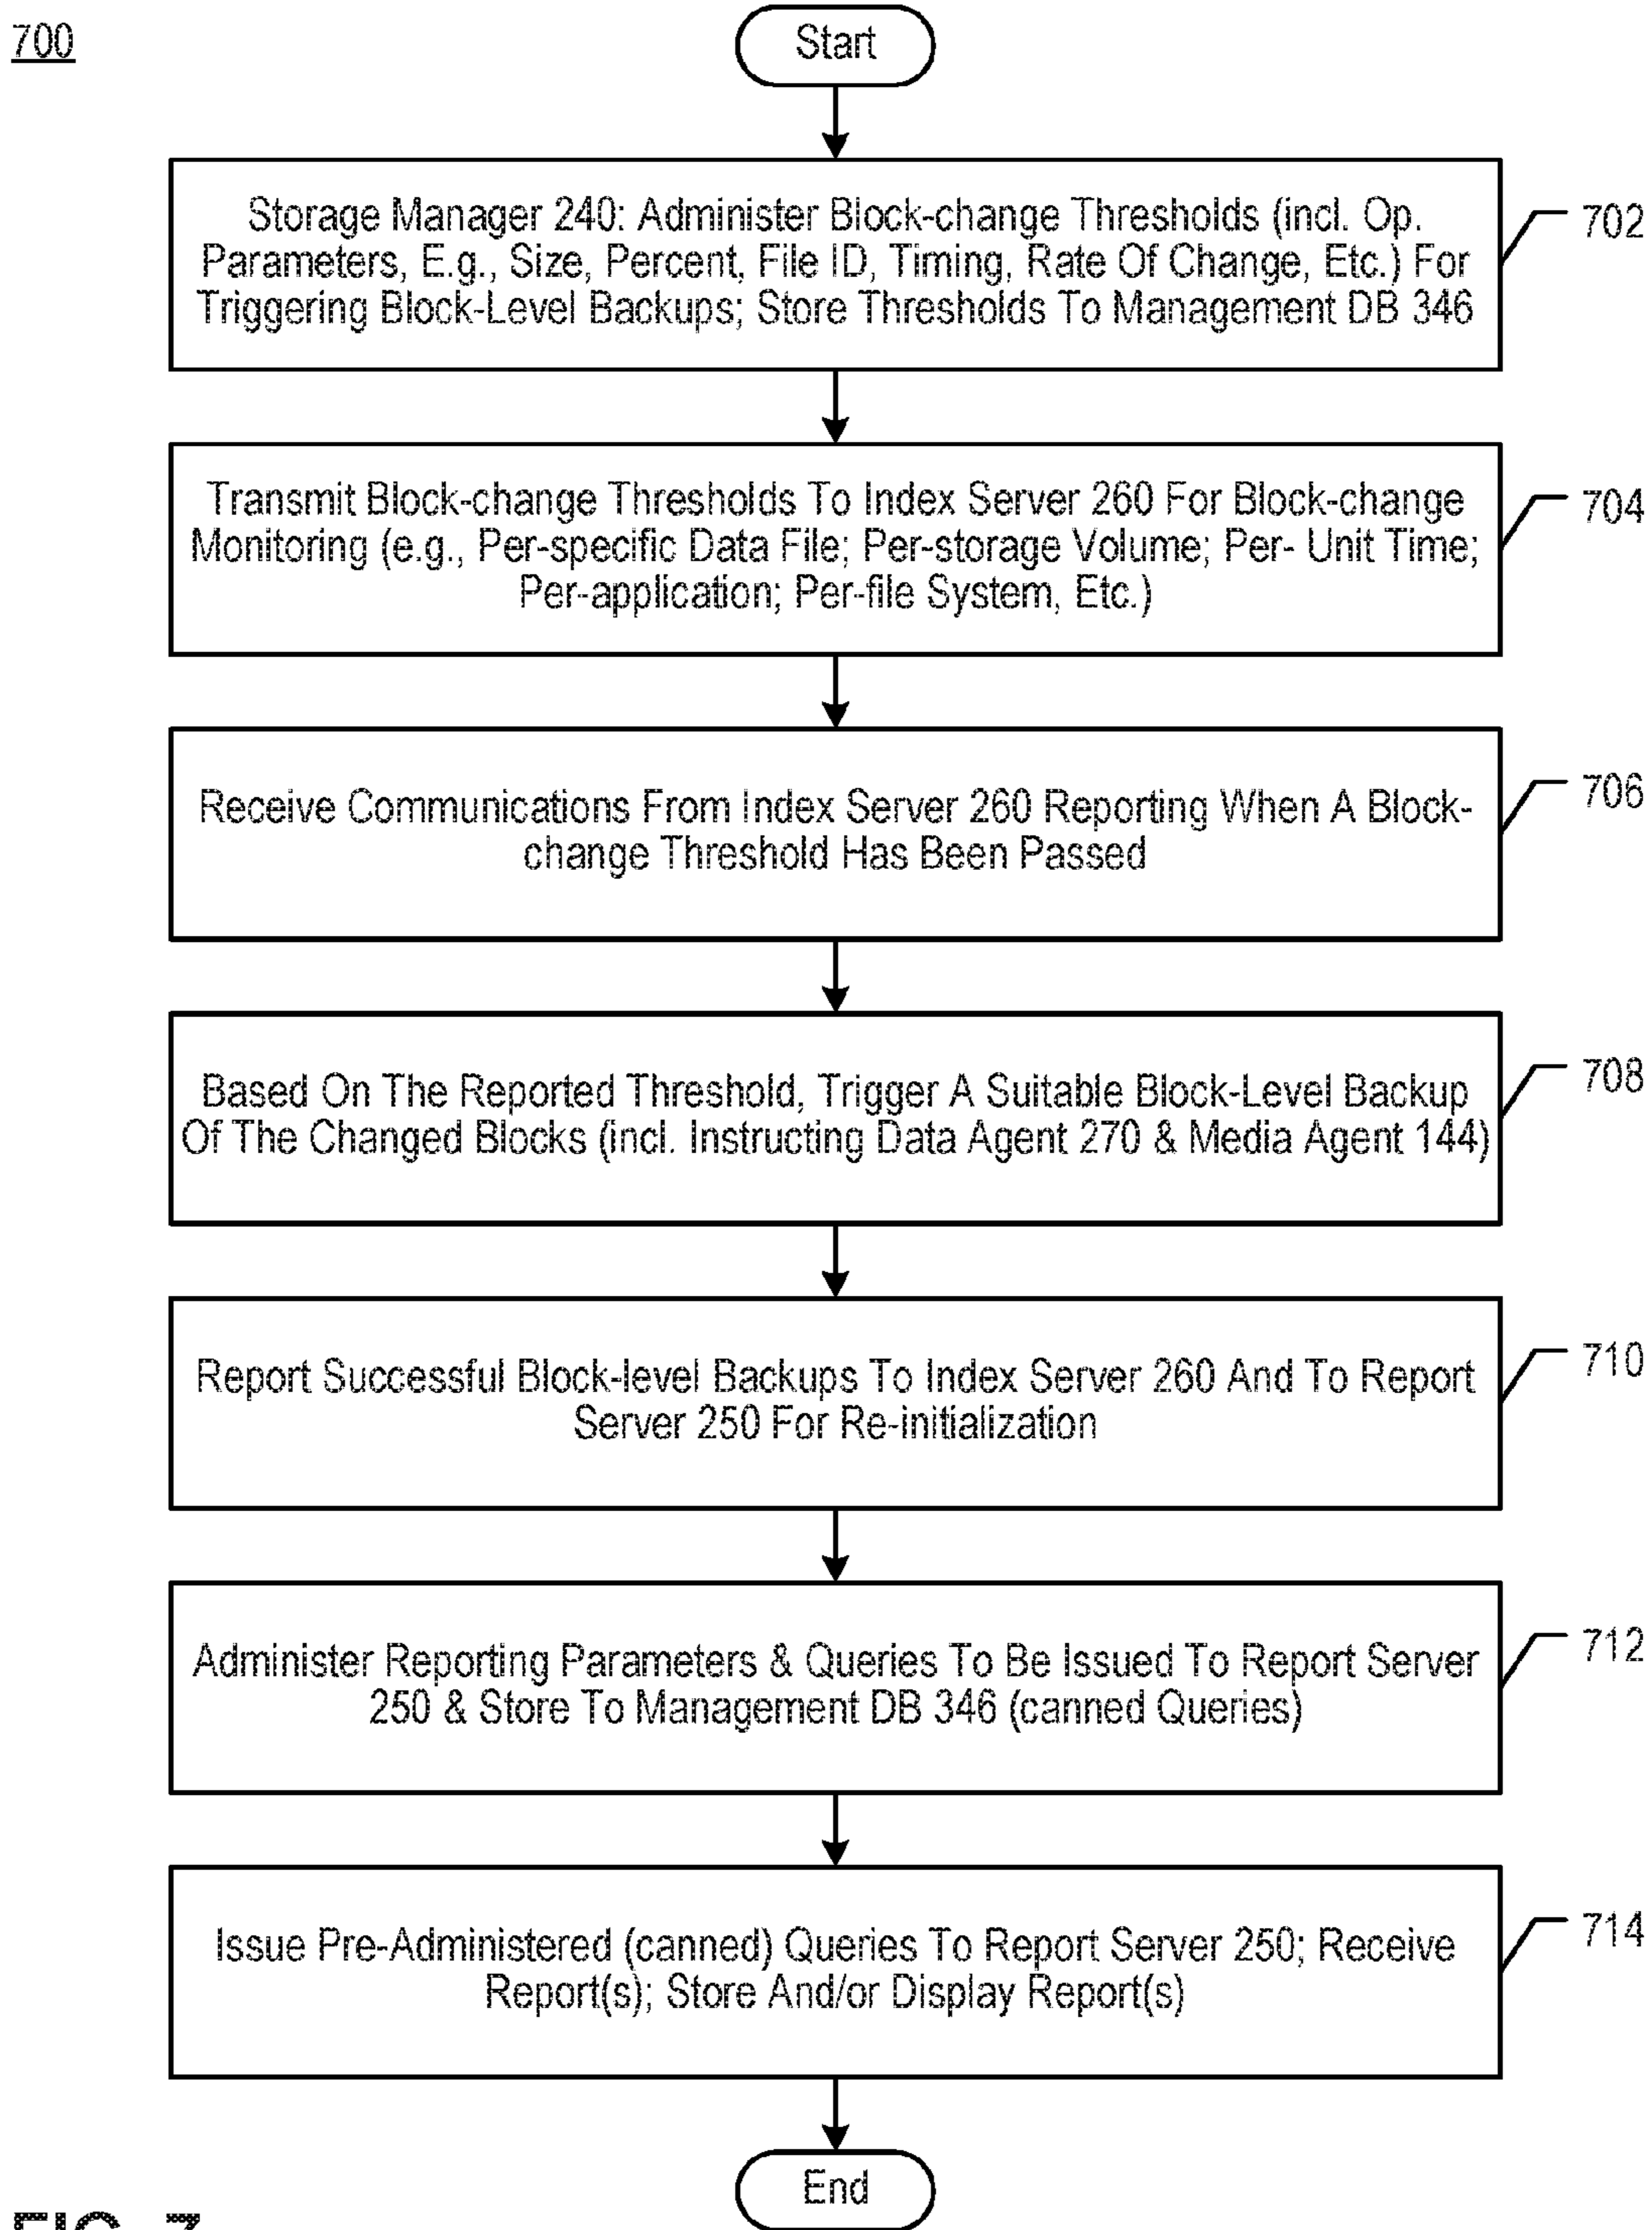 700
Start
Storage Manager 240: Administer Block-change Thresholds (incl. Op.
Parameters, E.g., Size, Percent, File ID, Timing, Rate Of Change, Etc.) For
Triggering Block-Level Backups; Store Thresholds To Management DB 346
702
Transmit Block-change Thresholds To Index Server 260 For Block-change
Monitoring (e.g., Per-specific Data File; Per-storage Volume; Per- Unit Time;
Per-application; Per-file System, Etc.)
704
Receive Communications From Index Server 260 Reporting When A Block-
change Threshold Has Been Passed
706
Based On The Reported Threshold, Trigger A Suitable Block-Level Backup
Of The Changed Blocks (incl. Instructing Data Agent 270 & Media Agent 144)
708
Report Successful Block-level Backups To Index Server 260 And To Report
Server 250 For Re-initialization
710
Administer Reporting Parameters & Queries To Be Issued To Report Server
250 & Store To Management DB 346 (canned Queries)
712
Issue Pre-Administered (canned) Queries To Report Server 250; Receive
Report(s); Store And/or Display Report(s)
714
End
FIG. 7